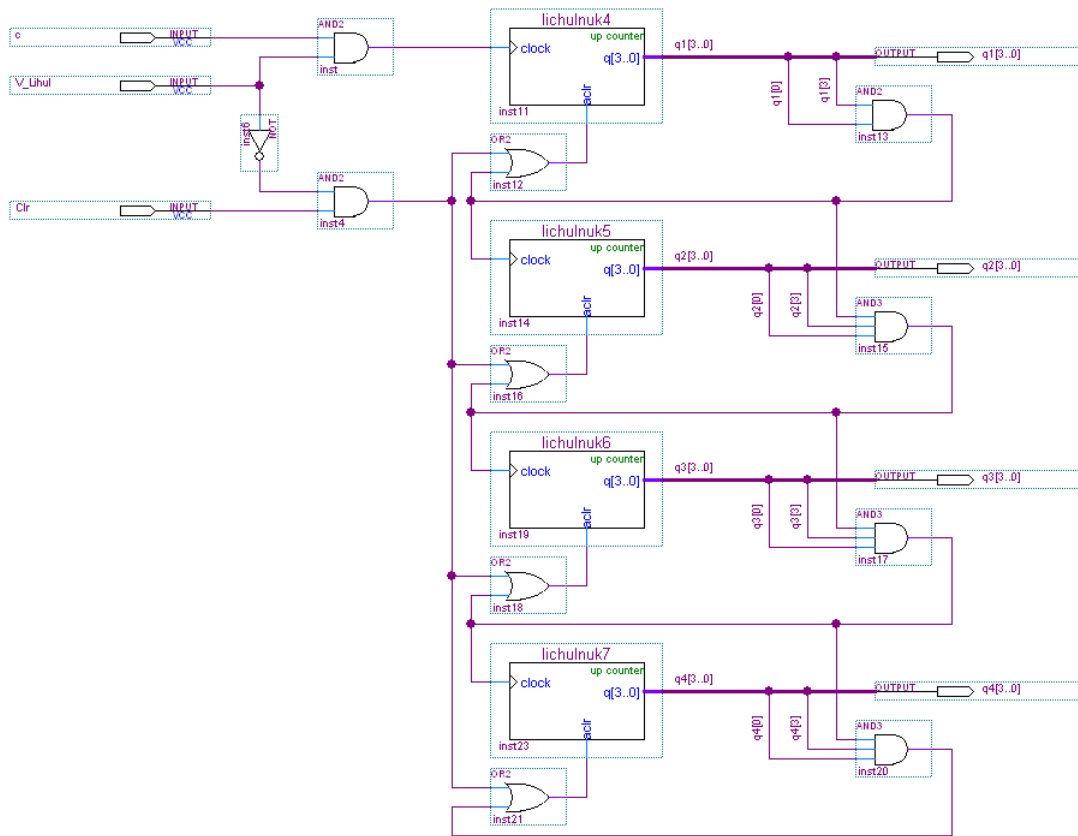 c
INPUT
VCC
AND2
inst
V_Lihul
INPUT
VCC
inst6
NOT
Clr
INPUT
VCC
AND2
inst4
lichulnuk4
up counter
clock
q[3..0]
aclr
inst11
q1[3..0]
q1[0]
q1[3]
OUTPUT
q1[3..0]
AND2
inst13
OR2
inst12
lichulnuk5
up counter
clock
q[3..0]
aclr
inst14
q2[3..0]
q2[0]
q2[3]
OUTPUT
q2[3..0]
AND3
inst15
OR2
inst16
lichulnuk6
up counter
clock
q[3..0]
aclr
inst19
q3[3..0]
q3[0]
q3[3]
OUTPUT
q3[3..0]
AND3
inst17
OR2
inst18
lichulnuk7
up counter
clock
q[3..0]
aclr
inst23
q4[3..0]
q4[0]
q4[3]
OUTPUT
q4[3..0]
AND3
inst20
OR2
inst21